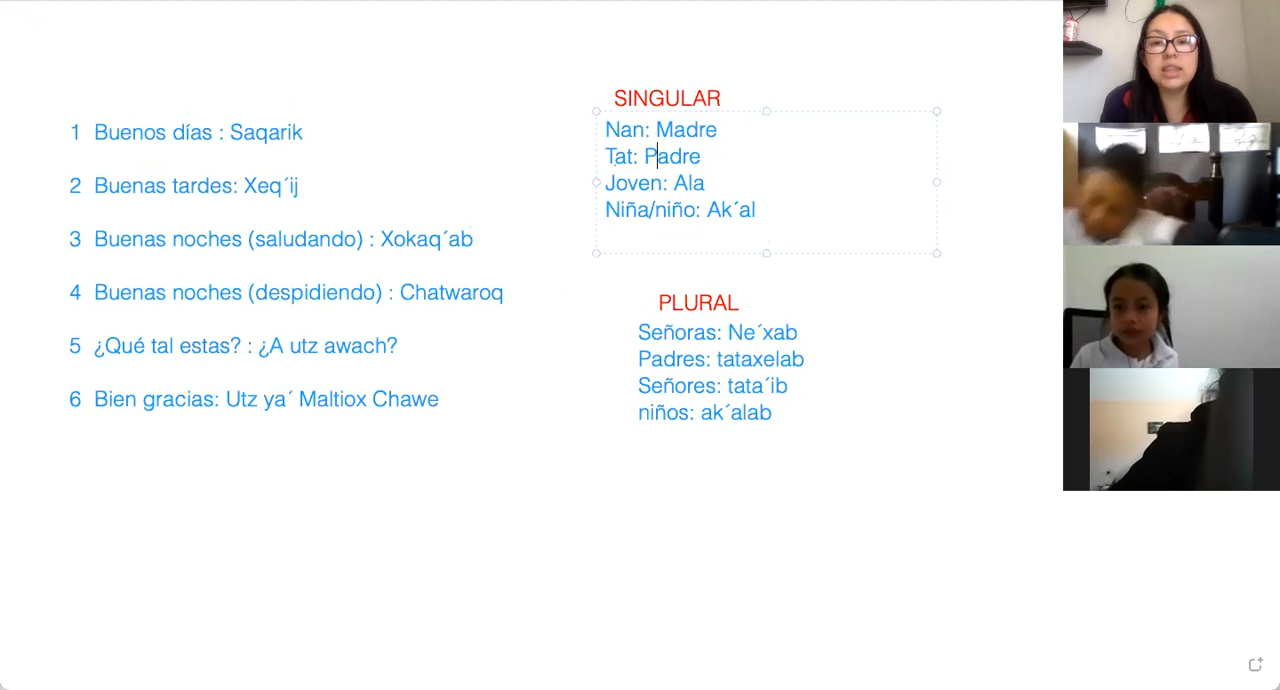 1 Buenos días : Saqarik
2 Buenas tardes: Xeq´ij
3 Buenas noches (saludando) : Xokaq´ab
4 Buenas noches (despidiendo) : Chatwaroq
5 ¿Qué tal estas? : ¿A utz awach?
6 Bien gracias: Utz ya´ Maltiox Chawe
SINGULAR
Nan: Madre
Tat: Padre
Joven: Ala
Niña/niño: Ak´al
PLURAL
Señoras: Ne´xab
Padres: tataxelab
Señores: tata´ib
niños: ak´alab